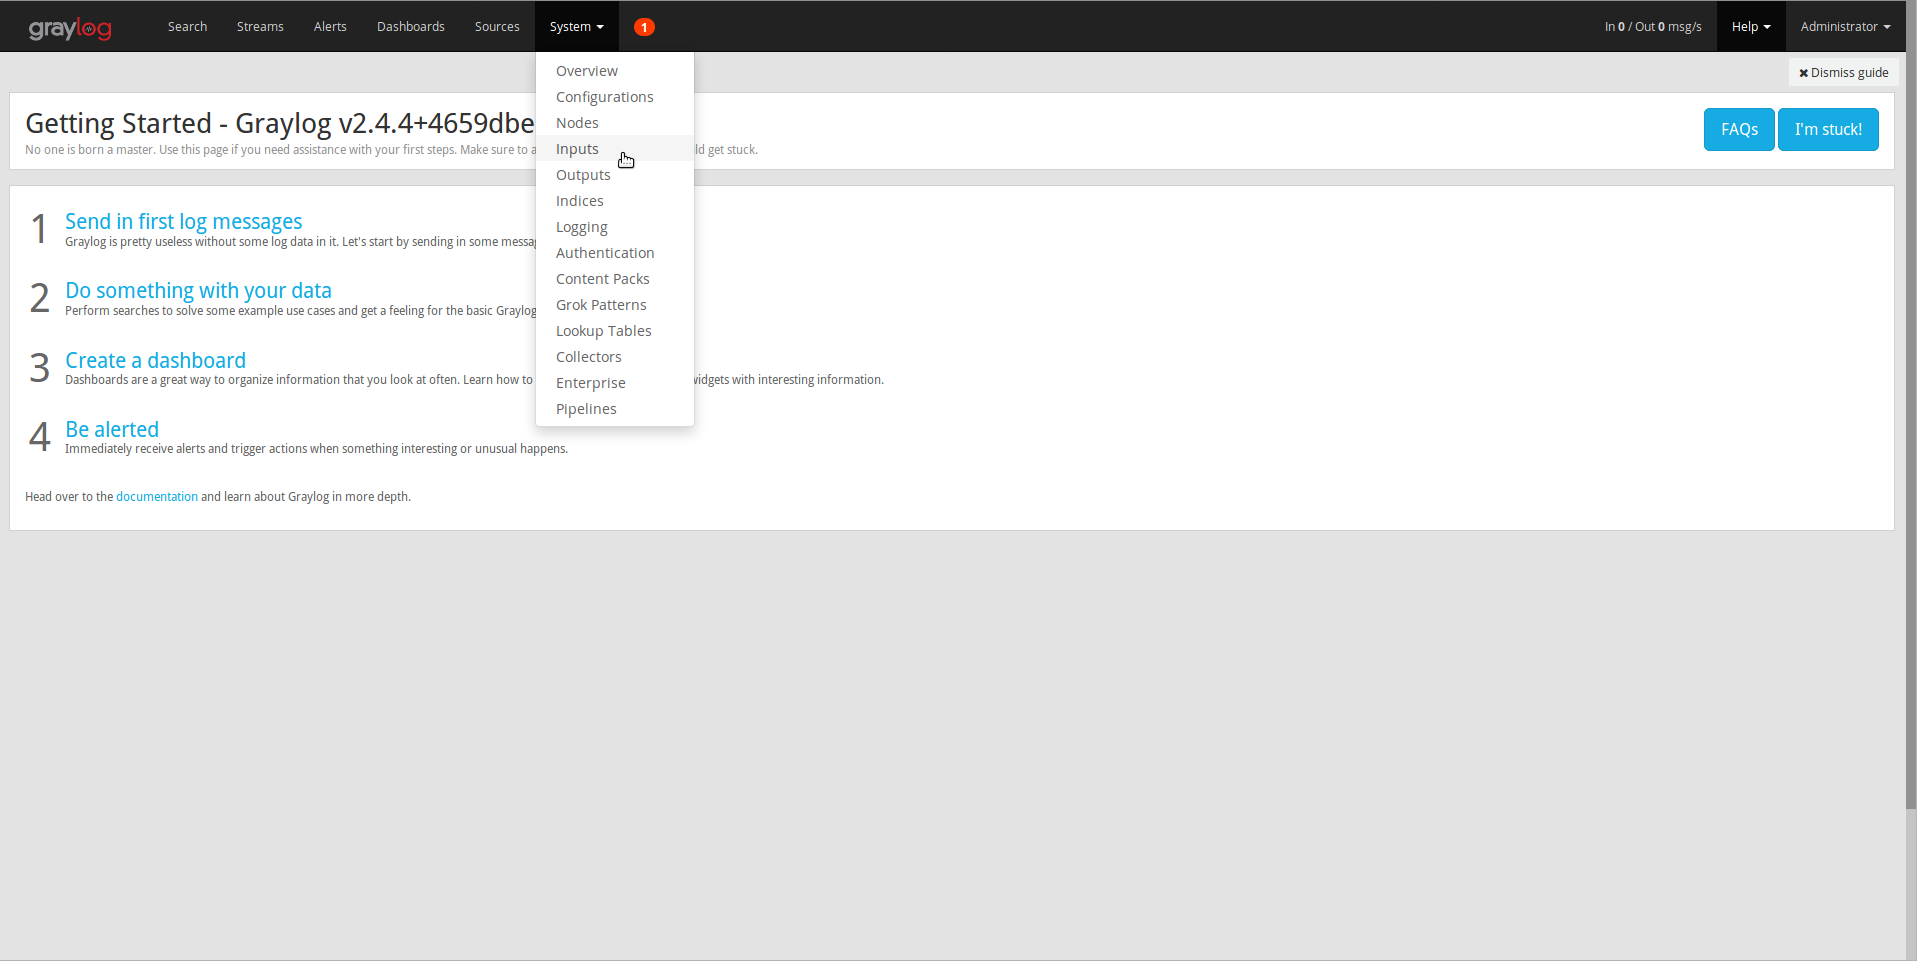 graylog Search Streams Alerts Dashboards Sources System 1 In 0 / Out 0 msg/s Help Administrator
Dismiss guide
Getting Started - Graylog v2.4.4+4659dbe
No one is born a master. Use this page if you need assistance with your first steps. Make sure to
get stuck.
FAQs I'm stuck!
Overview
Configurations
Nodes
Inputs
Outputs
Indices
Logging
Authentication
Content Packs
Grok Patterns
Lookup Tables
Collectors
Enterprise
Pipelines
1 Send in first log messages
Graylog is pretty useless without some log data in it. Let's start by sending in some
2 Do something with your data
Perform searches to solve some example use cases and get a feeling for the basic Graylog
3 Create a dashboard
Dashboards are a great way to organize information that you look at often. Learn how to
widgets with interesting information.
4 Be alerted
Immediately receive alerts and trigger actions when something interesting or unusual happens.
Head over to the documentation and learn about Graylog in more depth.